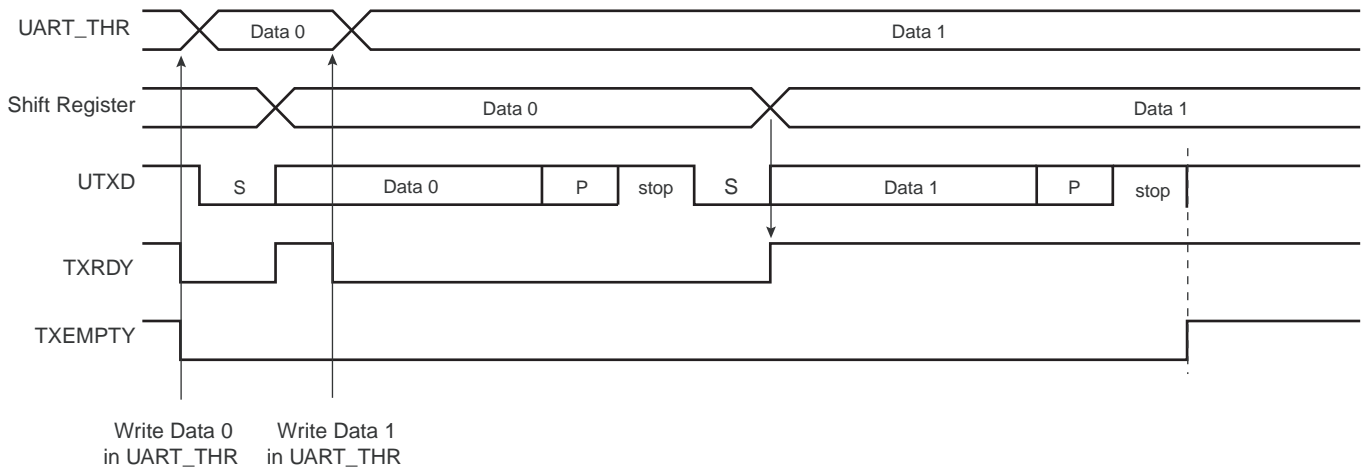 UART_THR
Data 0
Data 1
Shift Register
Data 0
Data 1
UTXD
S
Data 0
P
stop
S
Data 1
P
stop
TXRDY
TXEMPTY
Write Data 0
in UART_THR
Write Data 1
in UART_THR